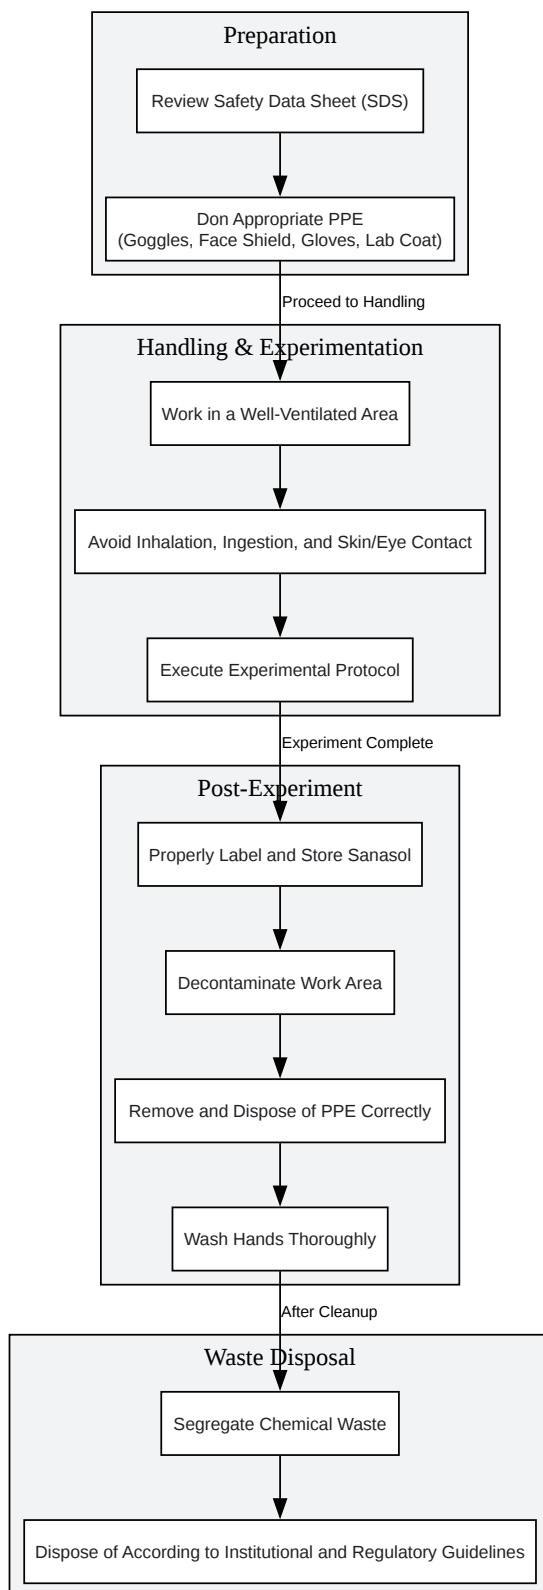 Preparation
Review Safety Data Sheet (SDS)
Don Appropriate PPE
(Goggles, Face Shield, Gloves, Lab Coat)
Proceed to Handling
Handling & Experimentation
Work in a Well-Ventilated Area
Avoid Inhalation, Ingestion, and Skin/Eye Contact
Execute Experimental Protocol
Experiment Complete
Post-Experiment
Properly Label and Store Sanasol
Decontaminate Work Area
Remove and Dispose of PPE Correctly
Wash Hands Thoroughly
After Cleanup
Waste Disposal
Segregate Chemical Waste
Dispose of According to Institutional and Regulatory Guidelines